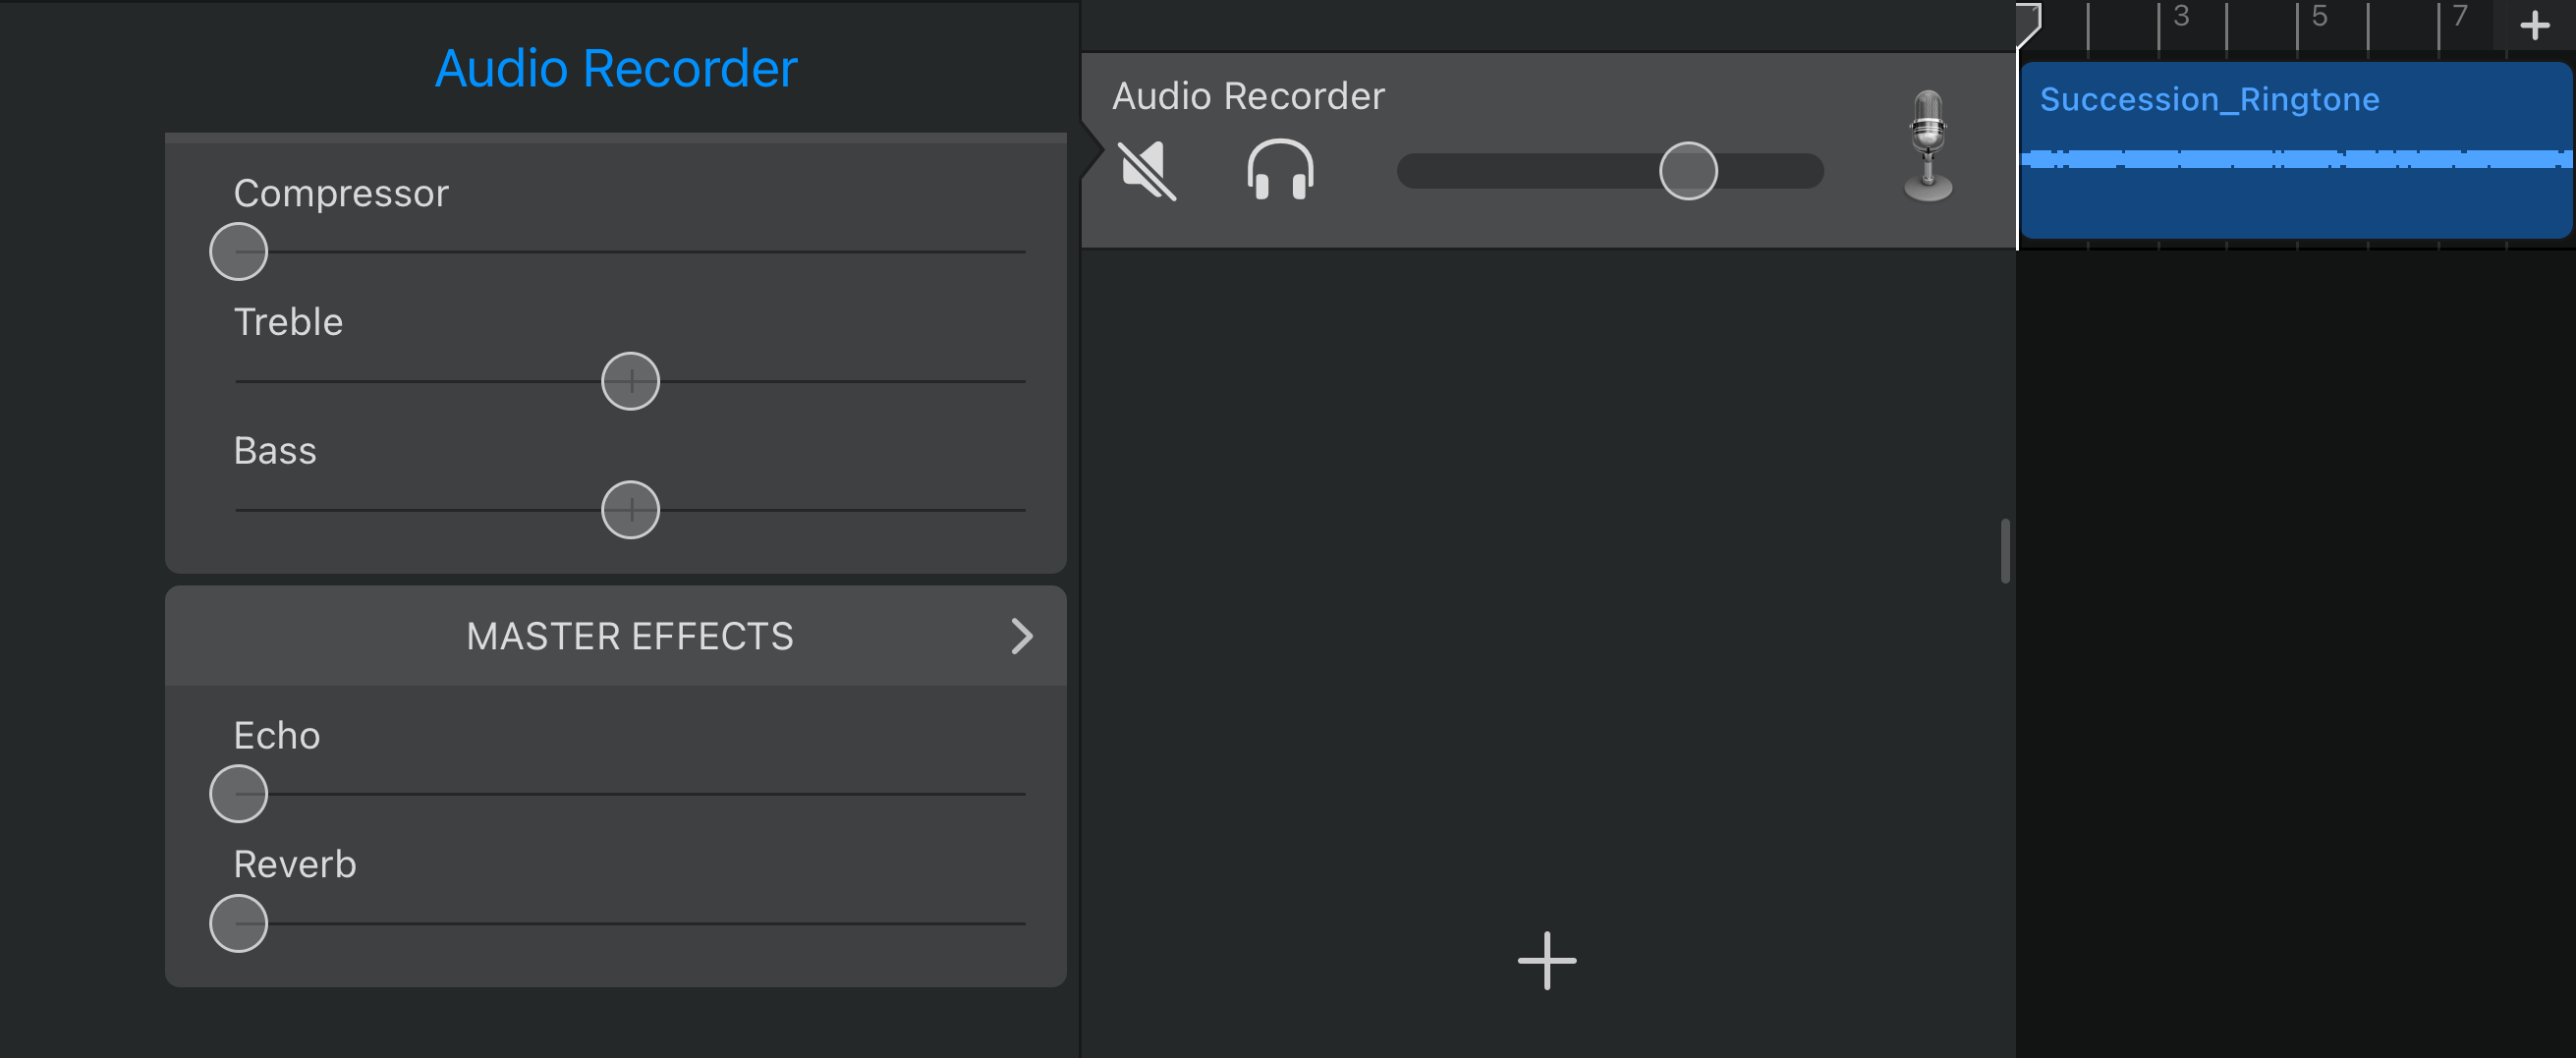 Audio Recorder
Compressor
Treble
Bass
MASTER EFFECTS
Echo
Reverb
Audio Recorder
3 5 7
Succession_Ringtone